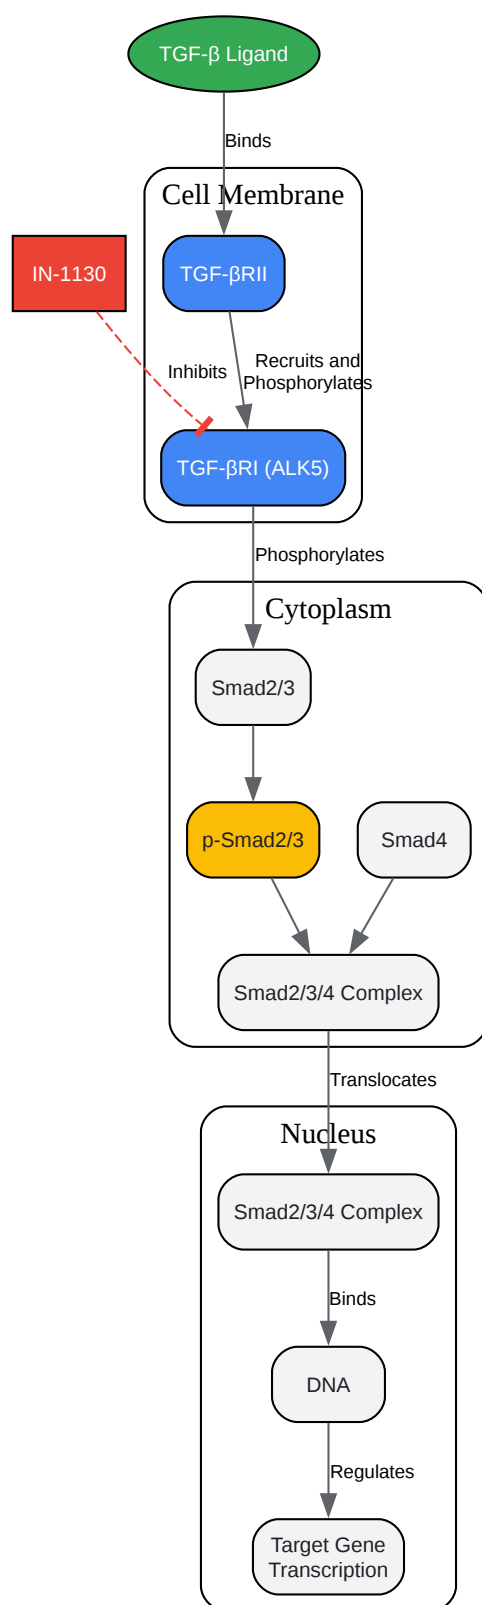 TGF-β Ligand
Binds
Cell Membrane
IN-1130
TGF-βRII
Inhibits
Recruits and
Phosphorylates
TGF-βRI (ALK5)
Phosphorylates
Cytoplasm
Smad2/3
p-Smad2/3
Smad4
Smad2/3/4 Complex
Translocates
Nucleus
Smad2/3/4 Complex
Binds
DNA
Regulates
Target Gene
Transcription